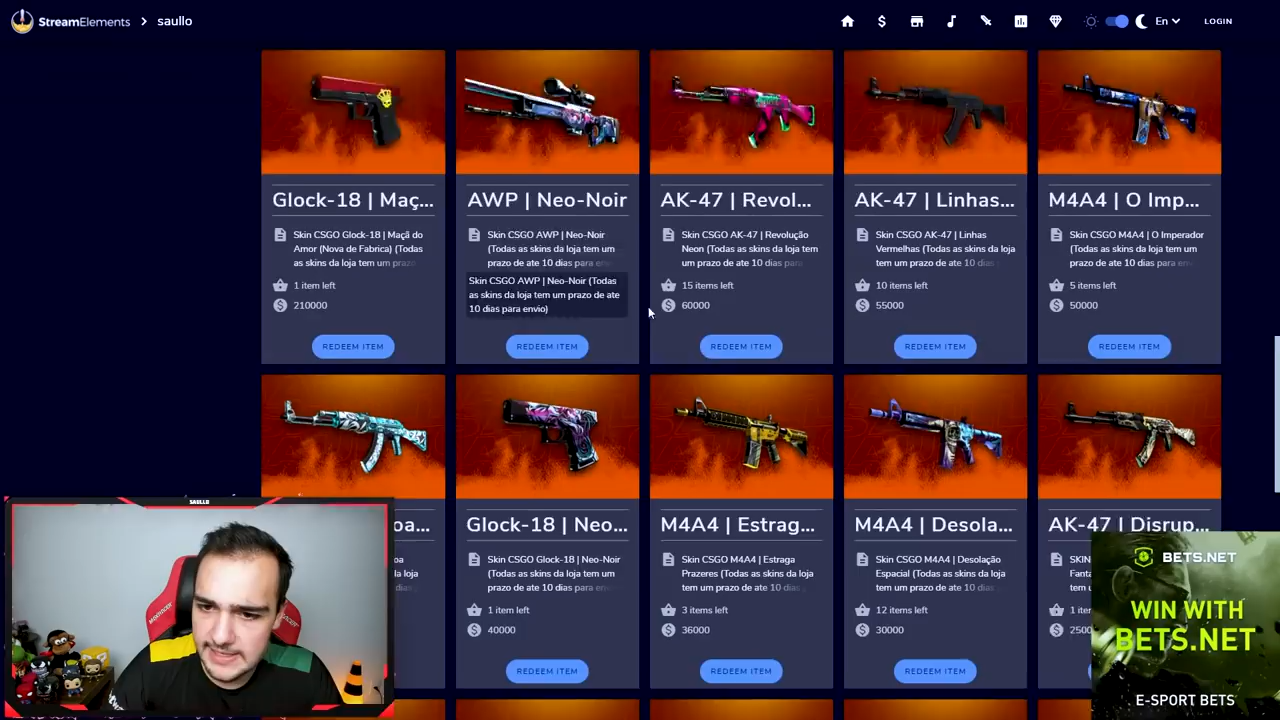 StreamElements > saullo
En
LOGIN
Glock-18 | Maç...
Skin CSGO Glock-18 | Maçã do
Amor (Nova de Fabrica) (Todas
as skins da loja tem um prazo
1 item left
210000
REDEEM ITEM
AWP | Neo-Noir
Skin CSGO AWP | Neo-Noir
(Todas as skins da loja tem um
prazo de ate 10 dias para en
Skin CSGO AWP | Neo-Noir (Todas
as skins da loja tem um prazo de ate
10 dias para envio)
REDEEM ITEM
AK-47 | Revol...
Skin CSGO AK-47 | Revolução
Neon (Todas as skins da loja tem
um prazo de ate 10 dias para
15 items left
60000
REDEEM ITEM
AK-47 | Linhas...
Skin CSGO AK-47 | Linhas
Vermelhas (Todas as skins da loja
tem um prazo de ate 10 dias
10 items left
55000
REDEEM ITEM
M4A4 | O Imp...
Skin CSGO M4A4 | O Imperador
(Todas as skins da loja tem um
prazo de ate 10 dias para
5 items left
50000
REDEEM ITEM
oa...
Glock-18 | Neo...
Skin CSGO Glock-18 | Neo-Noir
(Todas as skins da loja tem um
prazo de ate 10 dias
1 item left
40000
REDEEM ITEM
M4A4 | Estrag...
Skin CSGO M4A4 | Estraga
Prazeres (Todas as skins da loja
tem um prazo de ate 10 dias
3 items left
36000
REDEEM ITEM
M4A4 | Desola...
Skin CSGO M4A4 | Desolação
Espacial (Todas as skins da loja
tem um prazo de ate 10 dias
12 items left
30000
REDEEM ITEM
AK-47 | Disrup...
SKIN
Fanta
tem u
1 iter
2500
SAULLO
BETS.NET
WIN WITH
BETS.NET
E-SPORT BETS